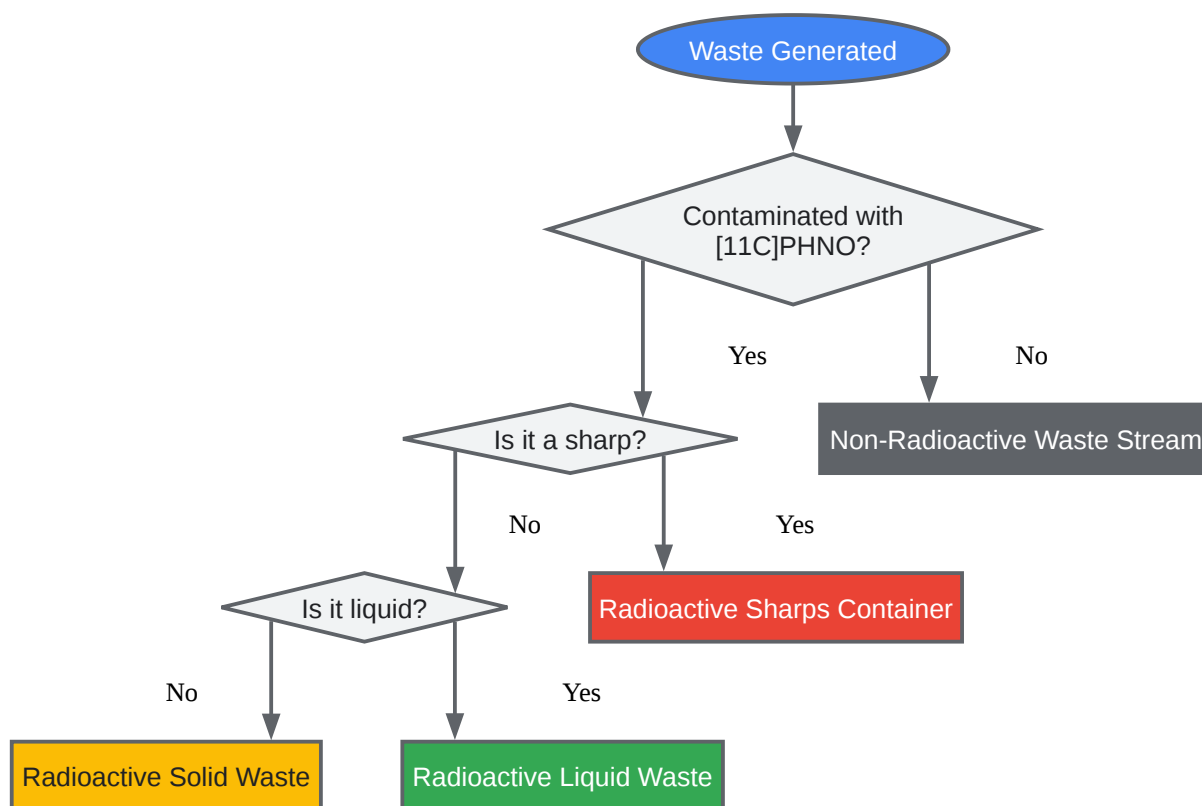 Waste Generated
Contaminated with
[11C]PHNO?
Yes
No
Is it a sharp?
Non-Radioactive Waste Stream
No
Yes
Is it liquid?
Radioactive Sharps Container
No
Yes
Radioactive Solid Waste
Radioactive Liquid Waste